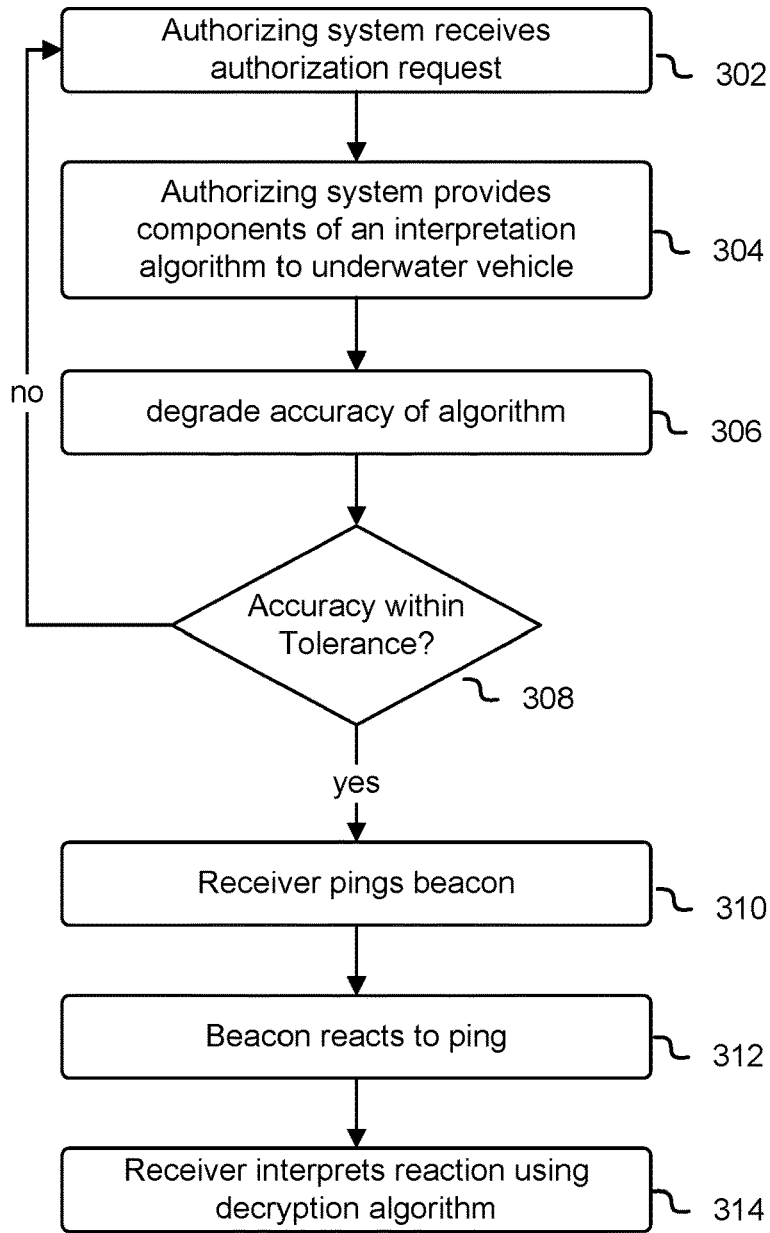 Authorizing system receives
authorization request
302
Authorizing system provides
components of an interpretation
algorithm to underwater vehicle
304
no
degrade accuracy of algorithm
306
Accuracy within
Tolerance?
308
yes
Receiver pings beacon
310
Beacon reacts to ping
312
Receiver interprets reaction using
decryption algorithm
314